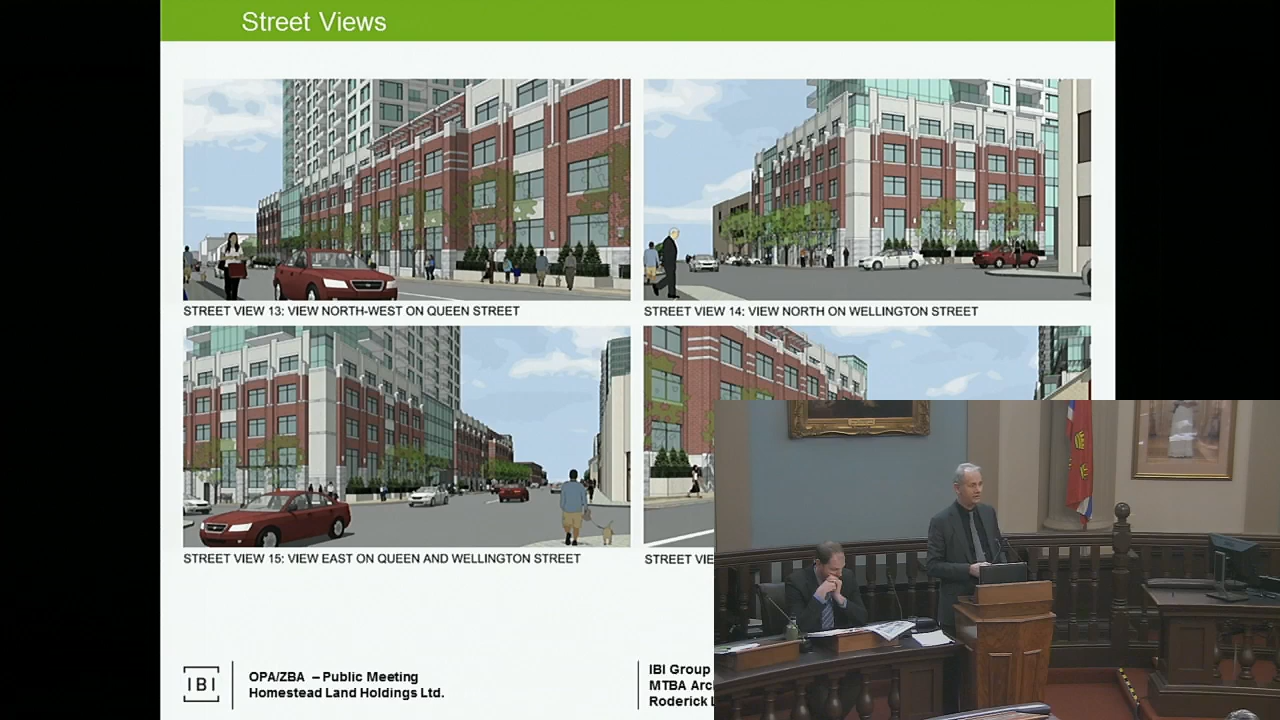 Street Views
STREET VIEW 13: VIEW NORTH-WEST ON QUEEN STREET
STREET VIEW 14: VIEW NORTH ON WELLINGTON STREET
STREET VIEW 15: VIEW EAST ON QUEEN AND WELLINGTON STREET
STREET
IBI
OPA/ZBA – Public Meeting
Homestead Land Holdings Ltd.
IBI Group
MTBA
Roderick